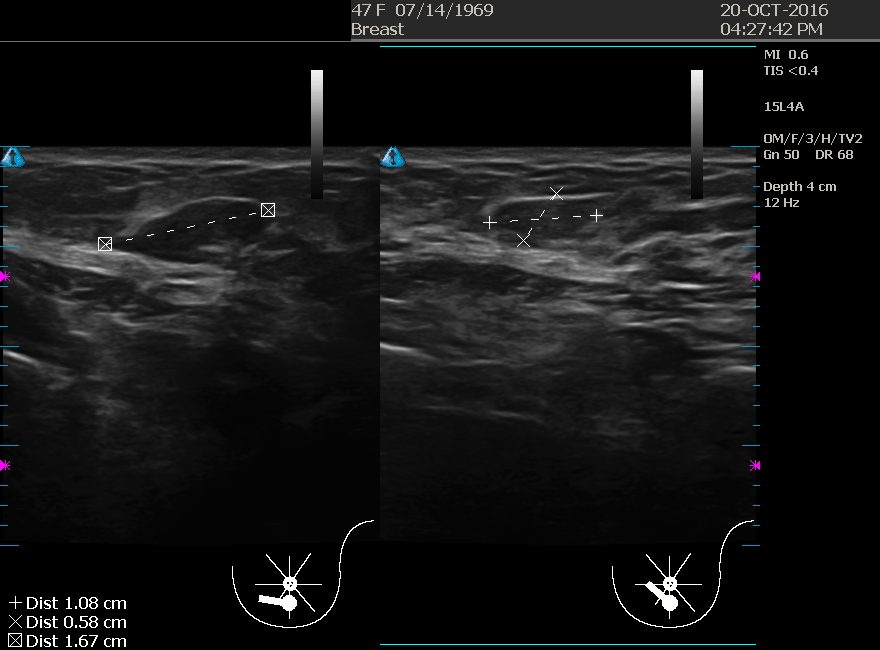 47 F 07/14/1969 20-OCT-2016
Breast 04:27:42 PM
MI 0.6
TIS <0.4
15L4A
OM/F/3/H/TV2
Gn 50 DR 68
Depth 4 cm
12 Hz
Dist 1.08 cm
Dist 0.58 cm
Dist 1.67 cm